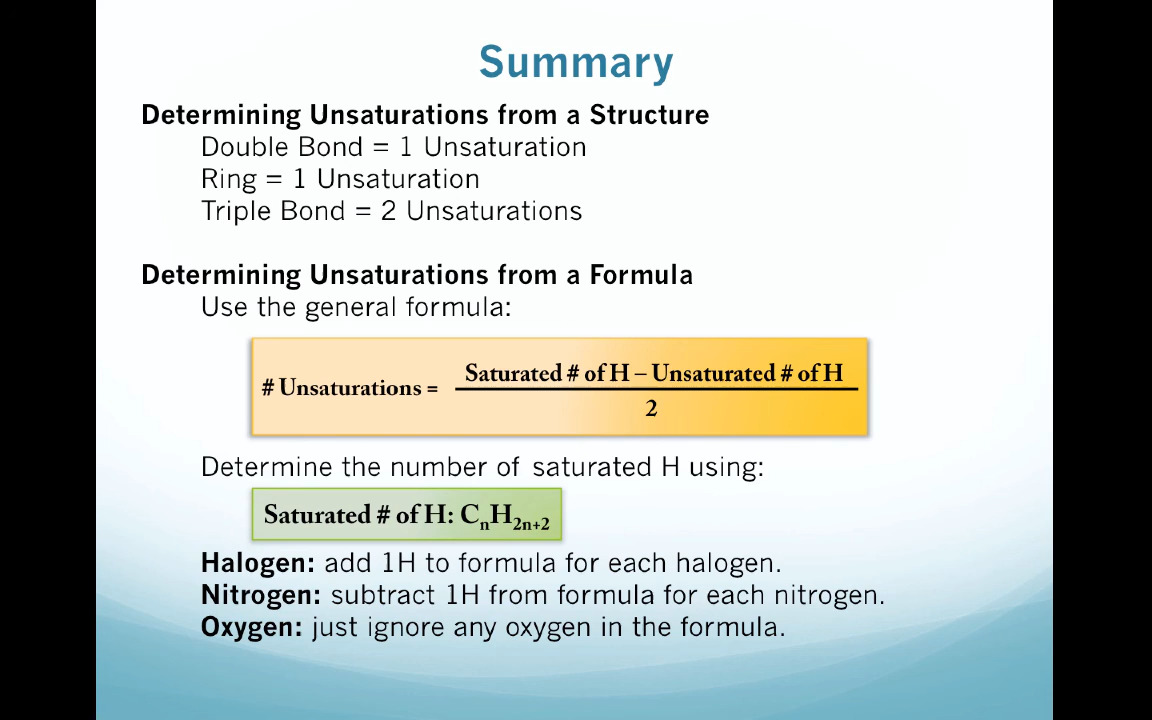 Summary
Determining Unsaturations from a Structure
Double Bond = 1 Unsaturation
Ring = 1 Unsaturation
Triple Bond = 2 Unsaturations
Determining Unsaturations from a Formula
Use the general formula:
# Unsaturations =
Saturated # of H – Unsaturated # of H
2
Determine the number of saturated H using:
Saturated # of H: CₙH₂ₙ₊₂
Halogen: add 1H to formula for each halogen.
Nitrogen: subtract 1H from formula for each nitrogen.
Oxygen: just ignore any oxygen in the formula.